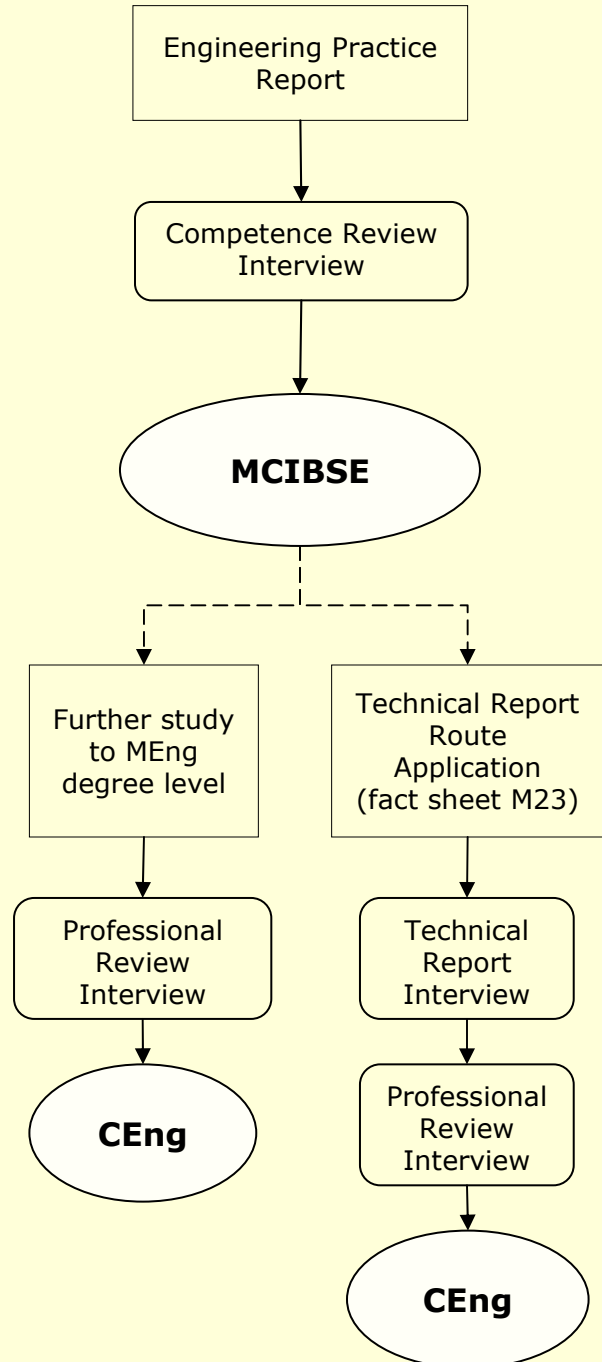 Engineering Practice
Report
Competence Review
Interview
MCIBSE
Further study
to MEng
degree level
Professional
Review
Interview
CEng
Technical Report
Route
Application
(fact sheet M23)
Technical
Report
Interview
Professional
Review
Interview
CEng